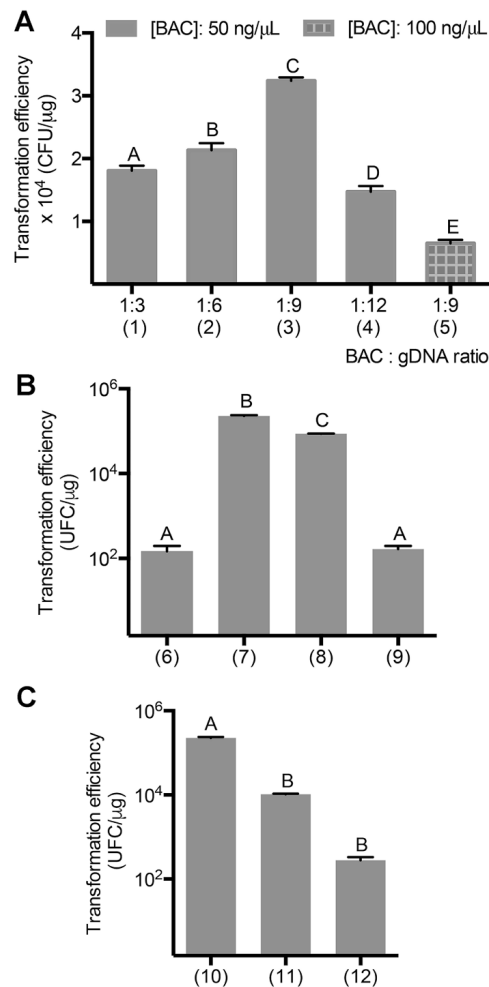 A
[BAC]: 50 ng/μL [BAC]: 100 ng/μL
Transformation efficiency
x 10⁴ (CFU/μg)
4
3
2
1
A B C D E
1:3 1:6 1:9 1:12 1:9
(1) (2) (3) (4) (5)
BAC : gDNA ratio
B
Transformation efficiency
(UFC/μg)
10⁶
10⁴
10²
A B C A
(6) (7) (8) (9)
C
Transformation efficiency
(UFC/μg)
10⁶
10⁴
10²
A B B
(10) (11) (12)